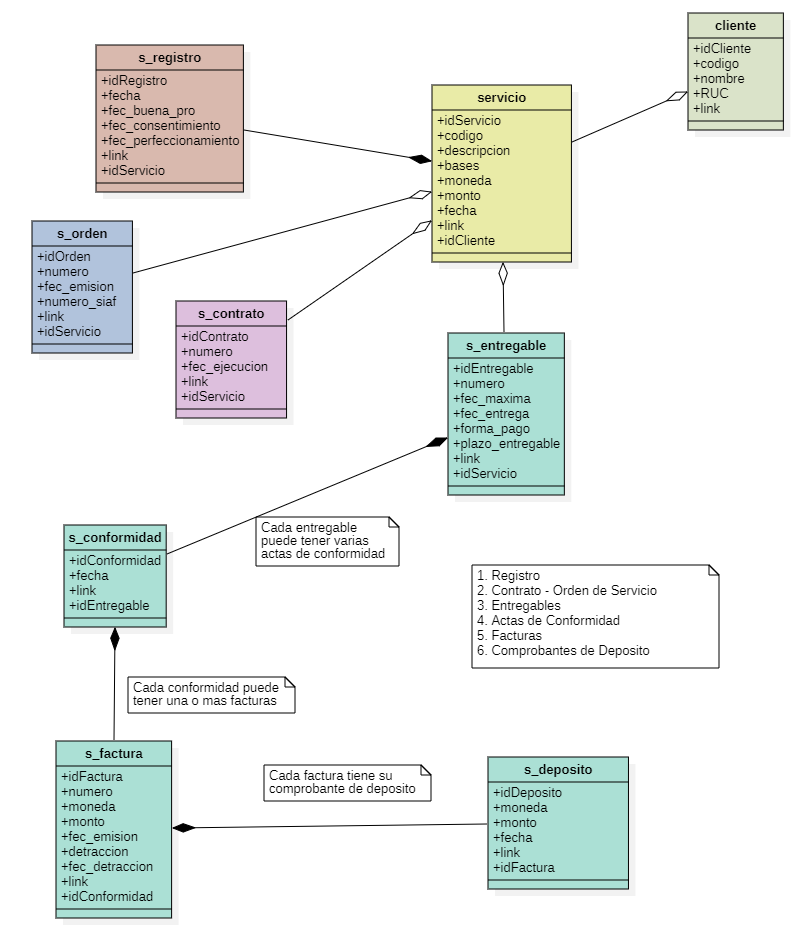 cliente
+idCliente
+codigo
+nombre
+RUC
+link
s_registro
+idRegistro
+fecha
+fec_buena_pro
+fec_consentimiento
+fec_perfeccionamiento
+link
+idServicio
servicio
+idServicio
+codigo
+descripcion
+bases
+moneda
+monto
+fecha
+link
+idCliente
s_orden
+idOrden
+numero
+fec_emision
+numero_siaf
+link
+idServicio
s_contrato
+idContrato
+numero
+fec_ejecucion
+link
+idServicio
s_entregable
+idEntregable
+numero
+fec_maxima
+fec_entrega
+forma_pago
+plazo_entregable
+link
+idServicio
Cada entregable
puede tener varias
actas de conformidad
s_conformidad
+idConformidad
+fecha
+link
+idEntregable
1. Registro
2. Contrato - Orden de Servicio
3. Entregables
4. Actas de Conformidad
5. Facturas
6. Comprobantes de Deposito
Cada conformidad puede
tener una o mas facturas
s_factura
+idFactura
+numero
+moneda
+monto
+fec_emision
+detraccion
+fec_detraccion
+link
+idConformidad
Cada factura tiene su
comprobante de deposito
s_deposito
+idDeposito
+moneda
+monto
+fecha
+link
+idFactura